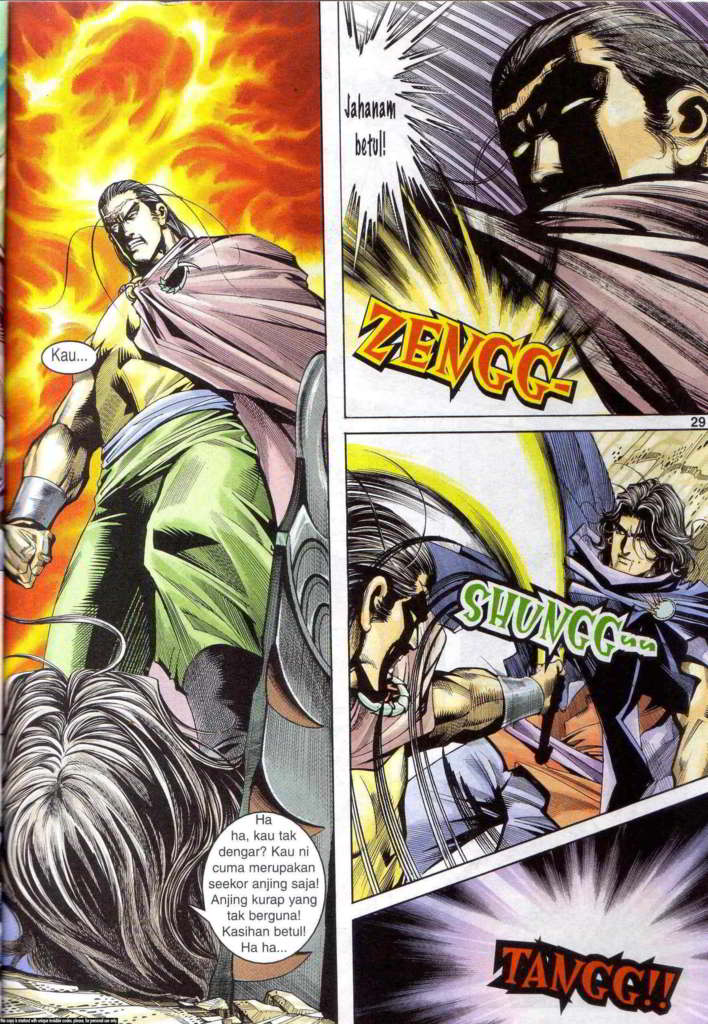 Kau...
Ha
ha, kau tak
dengar? Kau ni
cuma merupakan
seekor anjing saja!
Anjing kurap yang
tak berguna!
Kasihan betul!
Ha ha...
Jahanam
betul!
ZENGG-
29
SHUNGG~~
TANGG!!